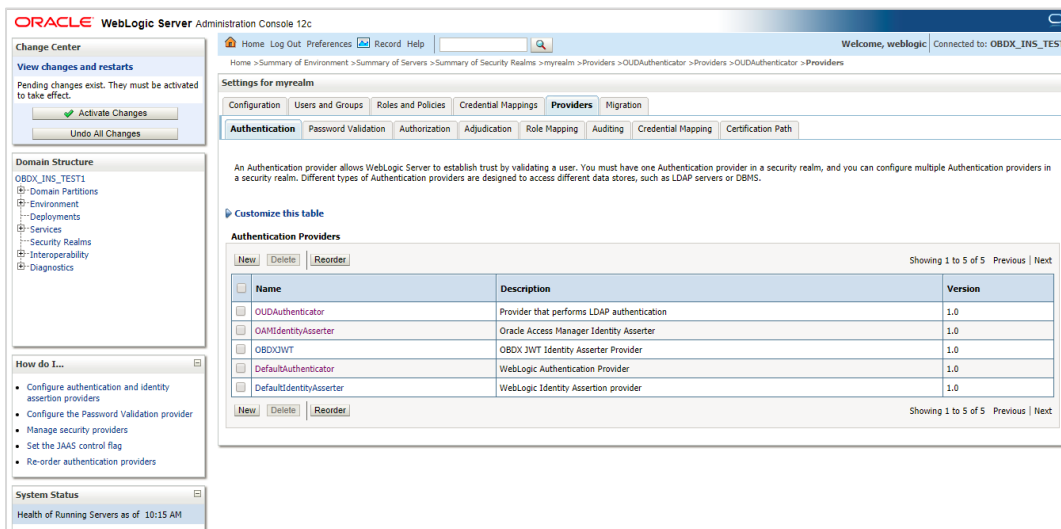 ORACLE WebLogic Server Administration Console 12c
Change Center
View changes and restarts
Pending changes exist. They must be activated
to take effect.
Activate Changes
Undo All Changes
Domain Structure
OBDX_INS_TEST1
Domain Partitions
Environment
Deployments
Services
Security Realms
Interoperability
Diagnostics
How do I...
Configure authentication and identity
assertion providers
Configure the Password Validation provider
Manage security providers
Set the JAAS control flag
Re-order authentication providers
System Status
Health of Running Servers as of 10:15 AM
Home Log Out Preferences Record Help
Welcome, weblogic Connected to: OBDX_INS_TEST
Home >Summary of Environment >Summary of Servers >Summary of Security Realms >myrealm >Providers >OUDAuthenticator >Providers >OUDAuthenticator >Providers
Settings for myrealm
Configuration Users and Groups Roles and Policies Credential Mappings Providers Migration
Authentication Password Validation Authorization Adjudication Role Mapping Auditing Credential Mapping Certification Path
An Authentication provider allows WebLogic Server to establish trust by validating a user. You must have one Authentication provider in a security realm, and you can configure multiple Authentication providers in
a security realm. Different types of Authentication providers are designed to access different data stores, such as LDAP servers or DBMS.
Customize this table
Authentication Providers
New Delete Reorder Showing 1 to 5 of 5 Previous | Next
Name Description Version
OUDAuthenticator Provider that performs LDAP authentication 1.0
OAMIdentityAsserter Oracle Access Manager Identity Asserter 1.0
OBDXJWT OBDX JWT Identity Asserter Provider 1.0
DefaultAuthenticator WebLogic Authentication Provider 1.0
DefaultIdentityAsserter WebLogic Identity Assertion provider 1.0
New Delete Reorder Showing 1 to 5 of 5 Previous | Next